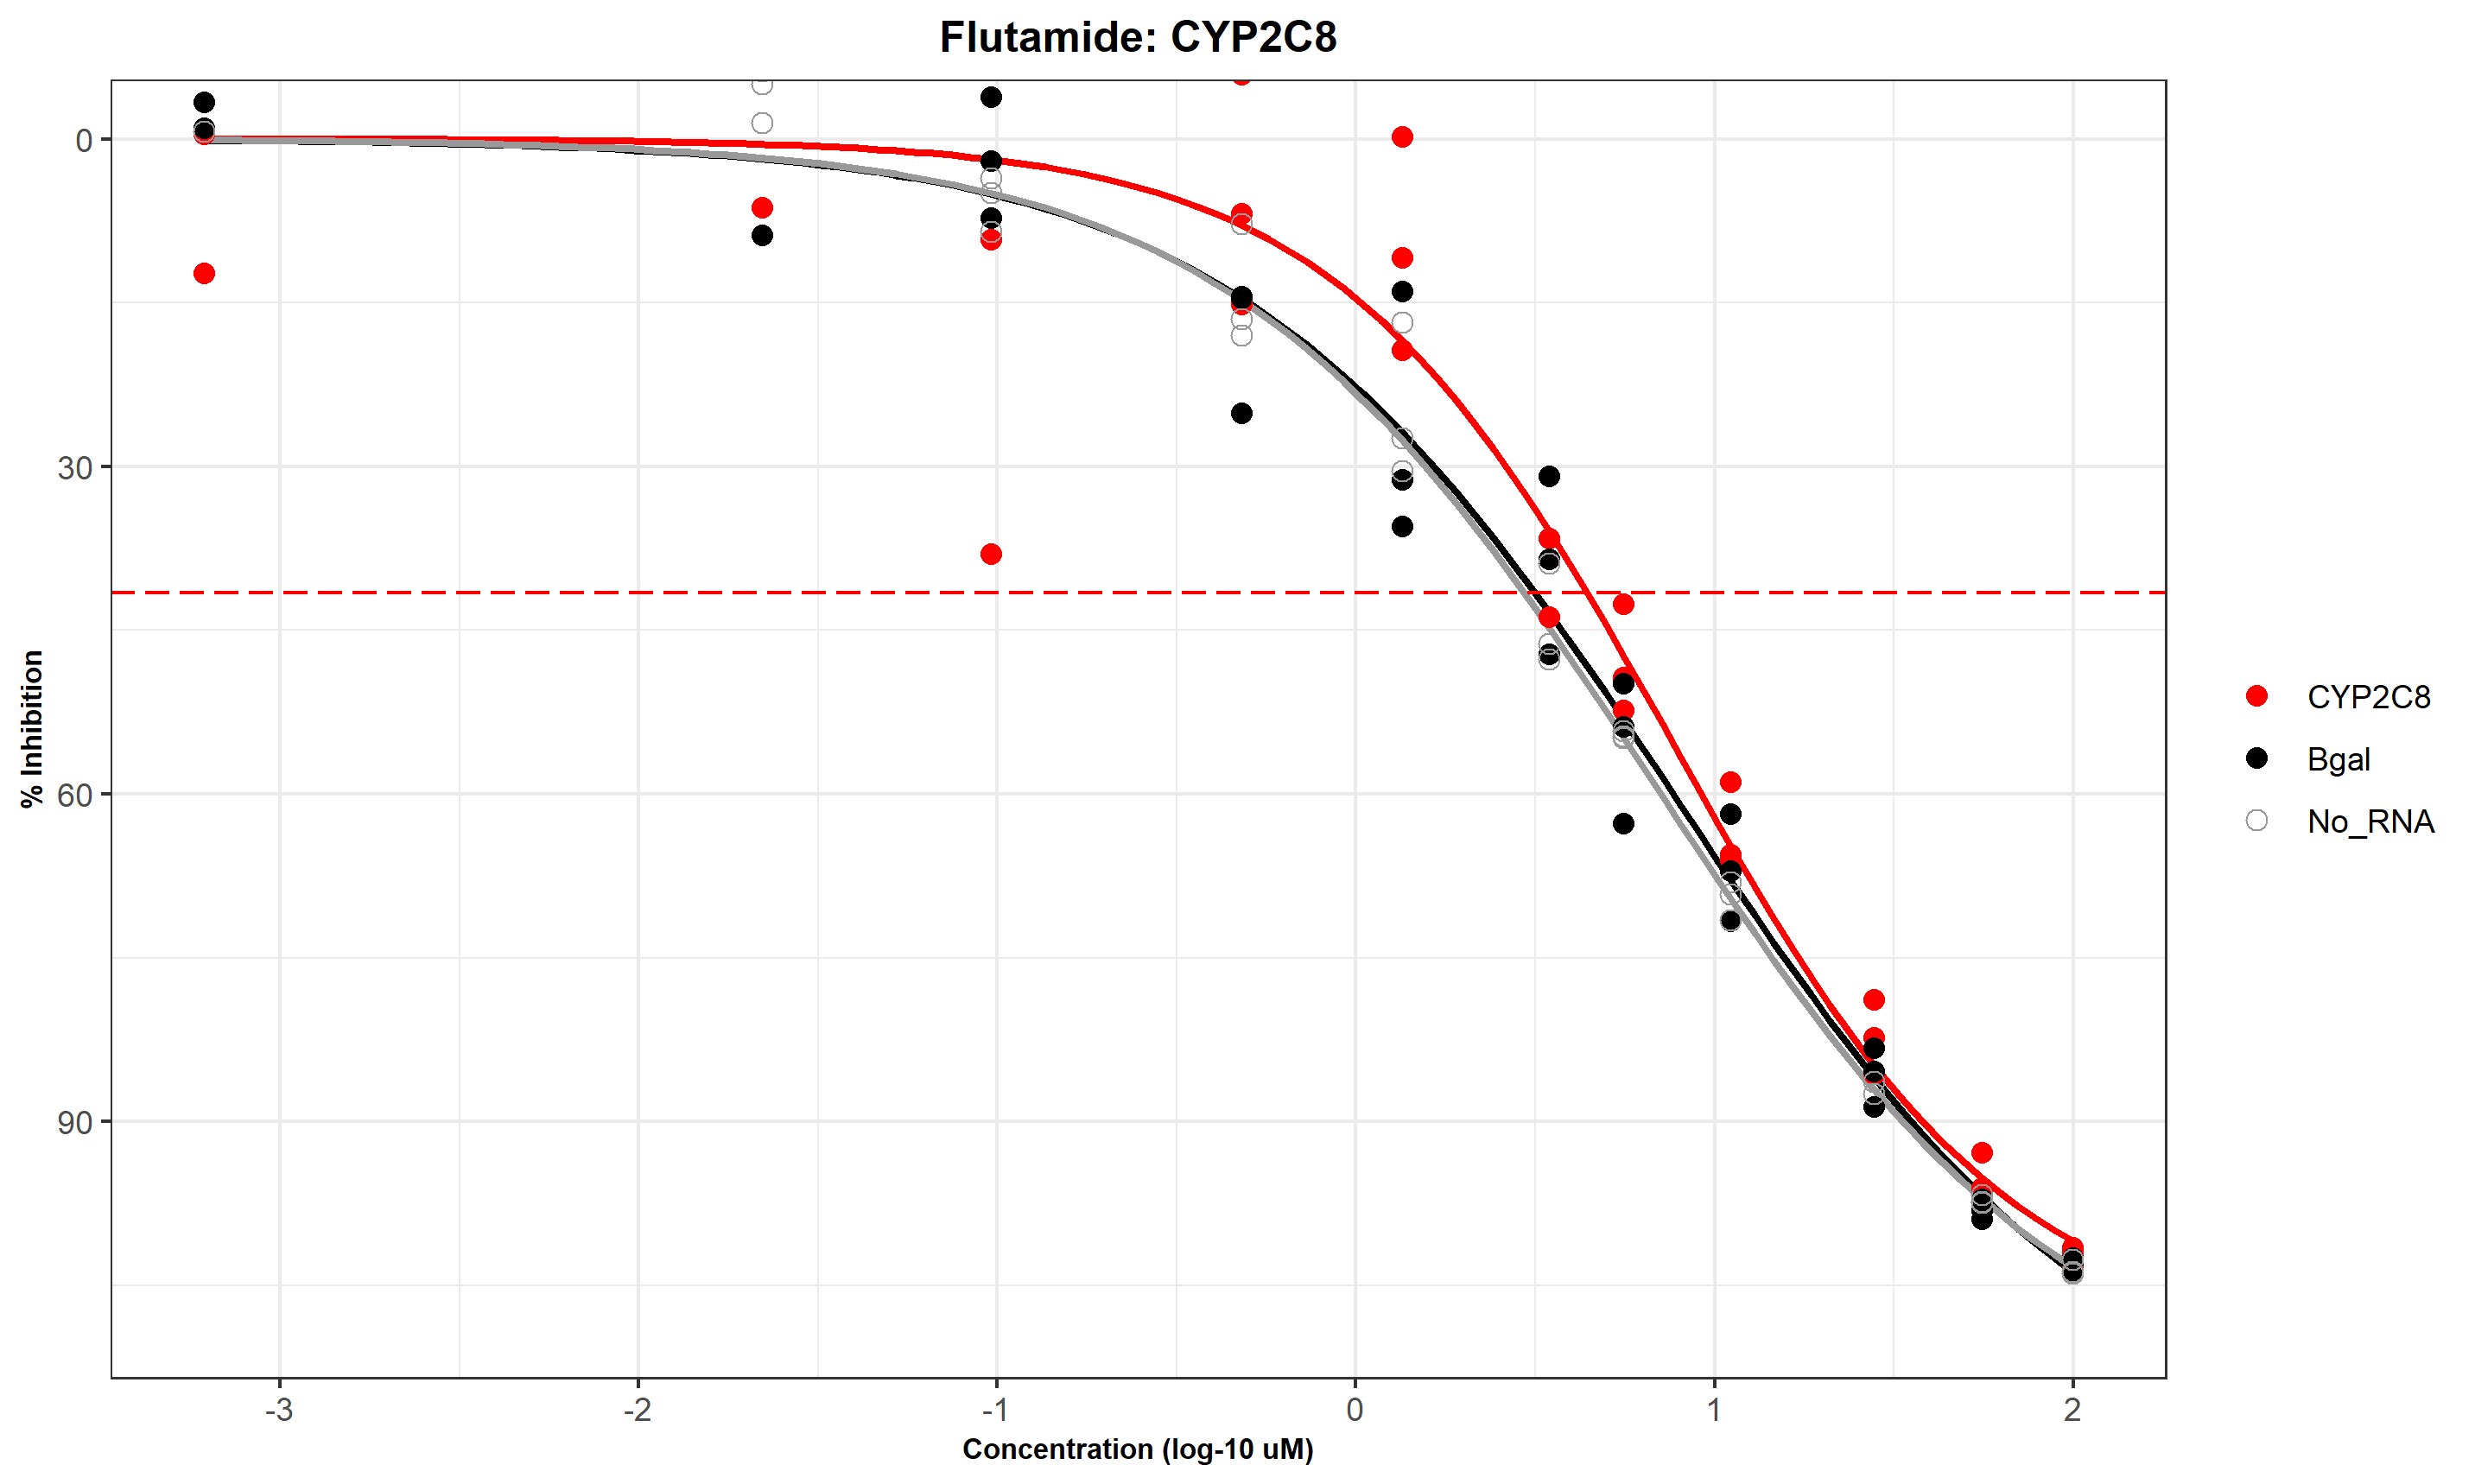 Flutamide: CYP2C8
% Inhibition
0
30
60
90
-3 -2 -1 0 1 2
Concentration (log-10 uM)
CYP2C8
Bgal
No_RNA